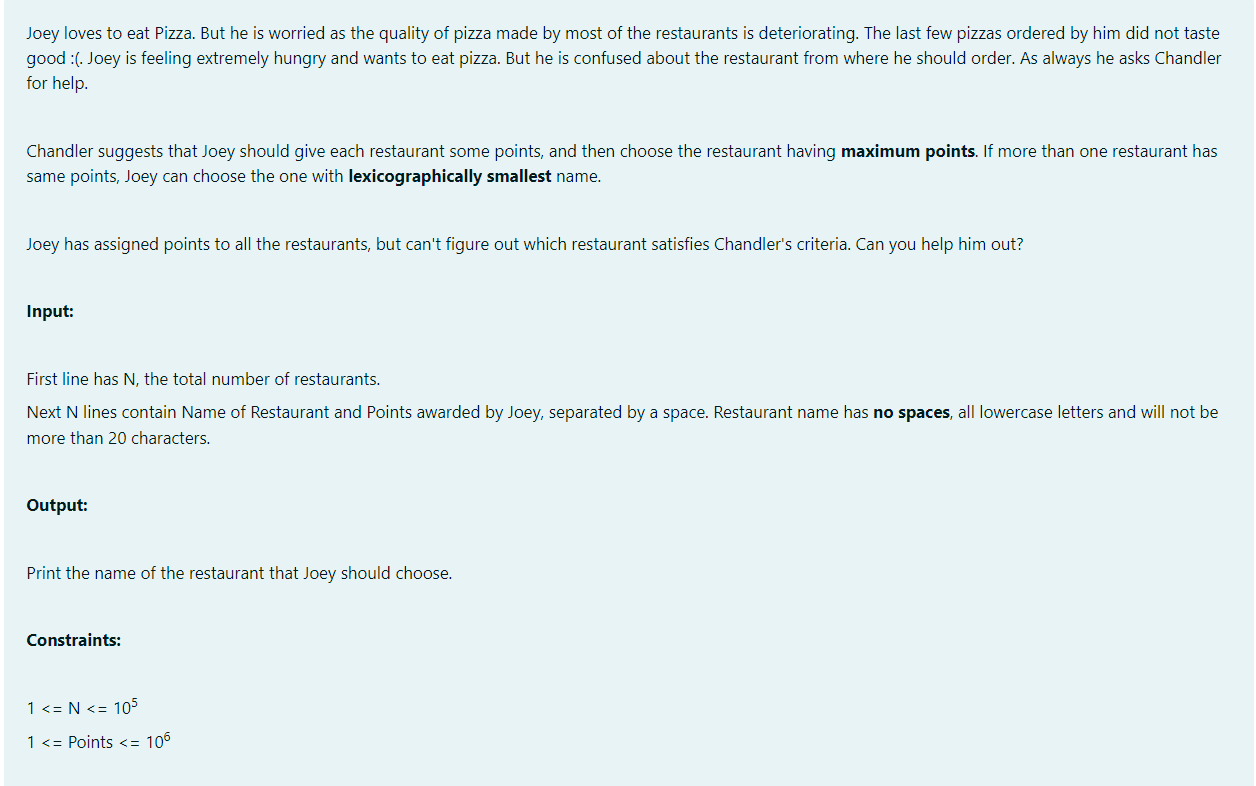 Joey loves to eat Pizza. But he is worried as the quality of pizza made by most of the restaurants is deteriorating. The last few pizzas ordered by him did not taste
good :(. Joey is feeling extremely hungry and wants to eat pizza. But he is confused about the restaurant from where he should order. As always he asks Chandler
for help.
Chandler suggests that Joey should give each restaurant some points, and then choose the restaurant having maximum points. If more than one restaurant has
same points, Joey can choose the one with lexicographically smallest name.
Joey has assigned points to all the restaurants, but can't figure out which restaurant satisfies Chandler's criteria. Can you help him out?
Input:
First line has N, the total number of restaurants.
Next N lines contain Name of Restaurant and Points awarded by Joey, separated by a space. Restaurant name has no spaces, all lowercase letters and will not be
more than 20 characters.
Output:
Print the name of the restaurant that Joey should choose.
Constraints:
1 <= N <= 10⁵
1 <= Points <= 10⁶